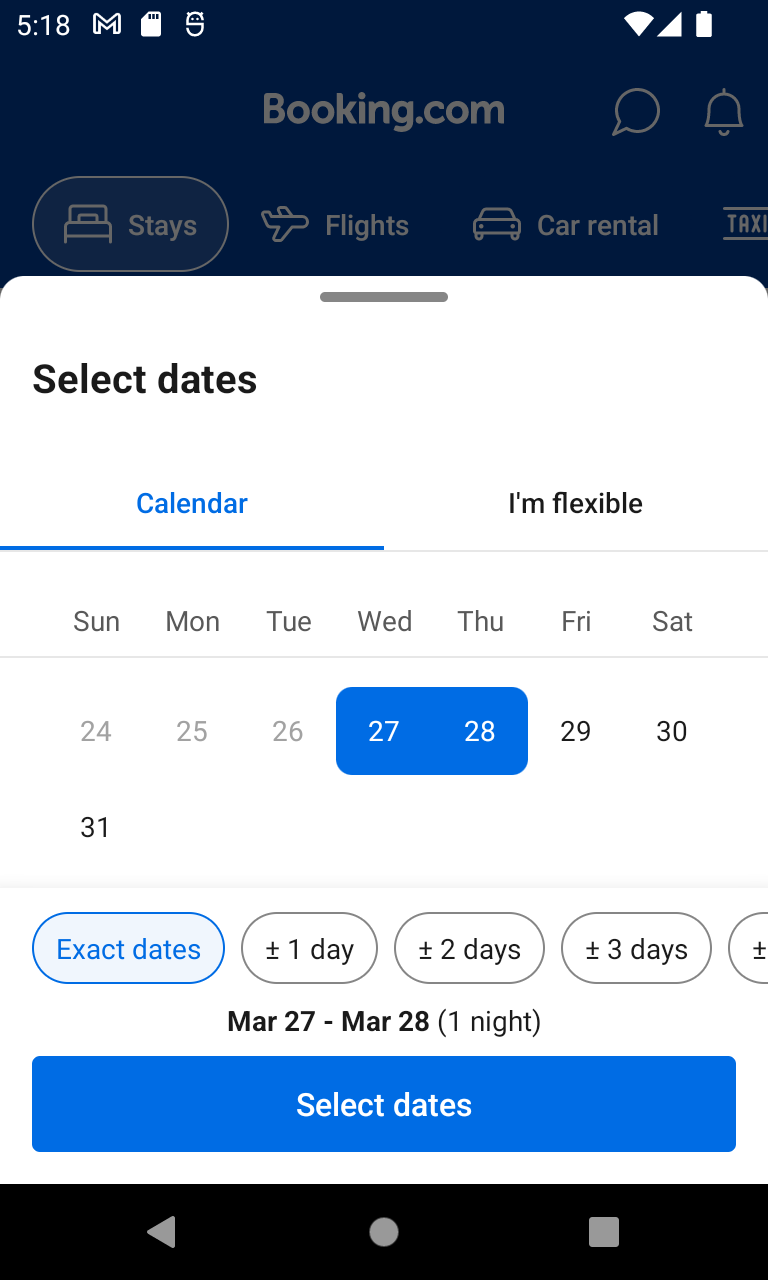 5:18
Booking.com
Stays Flights Car rental TAXI
Select dates
Calendar I'm flexible
Sun Mon Tue Wed Thu Fri Sat
24 25 26 27 28 29 30
31
Exact dates ± 1 day ± 2 days ± 3 days ±
Mar 27 - Mar 28 (1 night)
Select dates